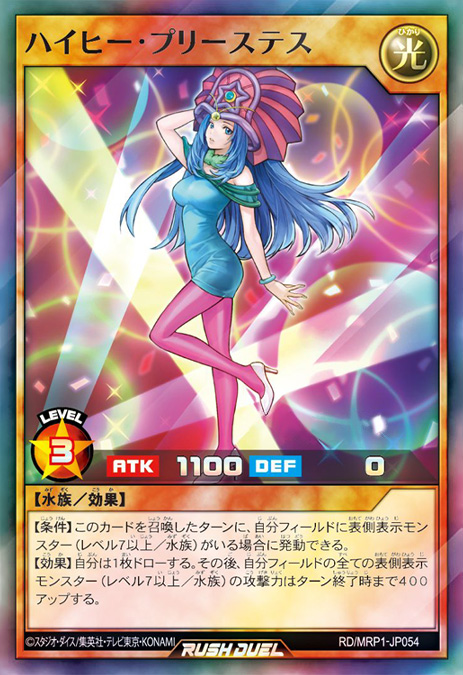 ハイヒー・プリーステス
ひかり
光
LEVEL
3
ATK 1100 DEF 0
【水族／効果】
【条件】このカードを召喚したターンに、自分フィールドに表側表示モン
スター（レベル7以上／水族）がいる場合に発動できる。
【効果】自分は1枚ドローする。その後、自分フィールドの全ての表側表示
モンスター（レベル7以上／水族）の攻撃力はターン終了時まで４００
アップする。
©スタジオ・ダイス/集英社・テレビ東京・KONAMI
RUSH DUEL
RD/MRP1-JP054